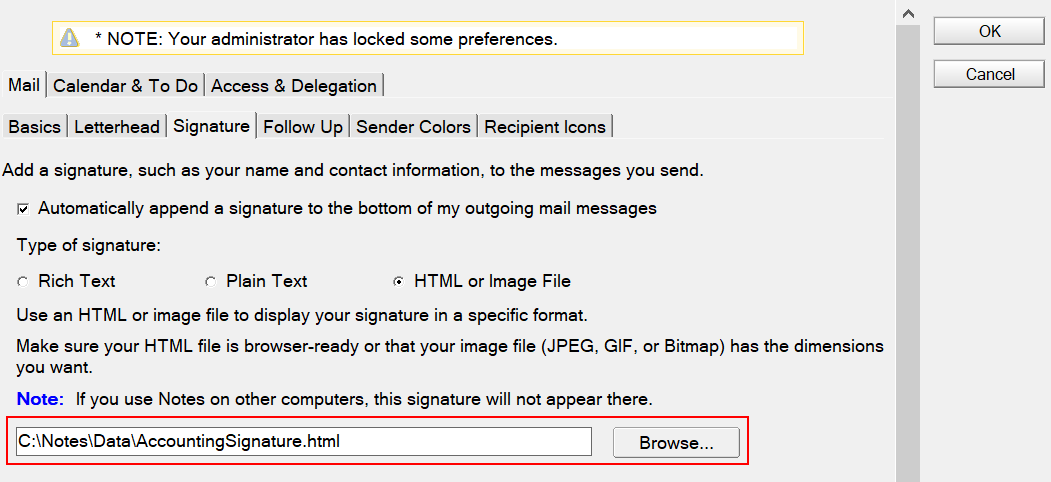 * NOTE: Your administrator has locked some preferences.
OK
Cancel
Mail Calendar & To Do Access & Delegation
Basics Letterhead Signature Follow Up Sender Colors Recipient Icons
Add a signature, such as your name and contact information, to the messages you send.
Automatically append a signature to the bottom of my outgoing mail messages
Type of signature:
Rich Text Plain Text HTML or Image File
Use an HTML or image file to display your signature in a specific format.
Make sure your HTML file is browser-ready or that your image file (JPEG, GIF, or Bitmap) has the dimensions
you want.
Note: If you use Notes on other computers, this signature will not appear there.
C:\Notes\Data\AccountingSignature.html Browse...